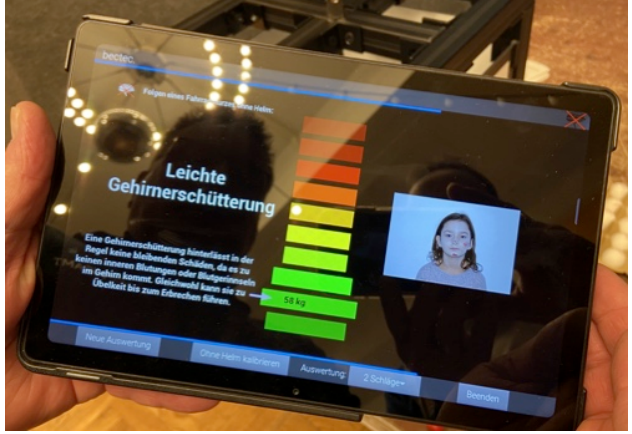 bectec
Folgen eines Fahrradsturzes ohne Helm:
Leichte
Gehirnerschütterung
Eine Gehirnerschütterung hinterlässt in der
Regel keine bleibenden Schäden, da es zu
keinen inneren Blutungen oder Blutgerinnseln
im Gehirn kommt. Gleichwohl kann sie zu
Übelkeit bis zum Erbrechen führen.
58 kg
Neue Auswertung
Ohne Helm kalibrieren
Auswertung:
2 Schläge
Beenden